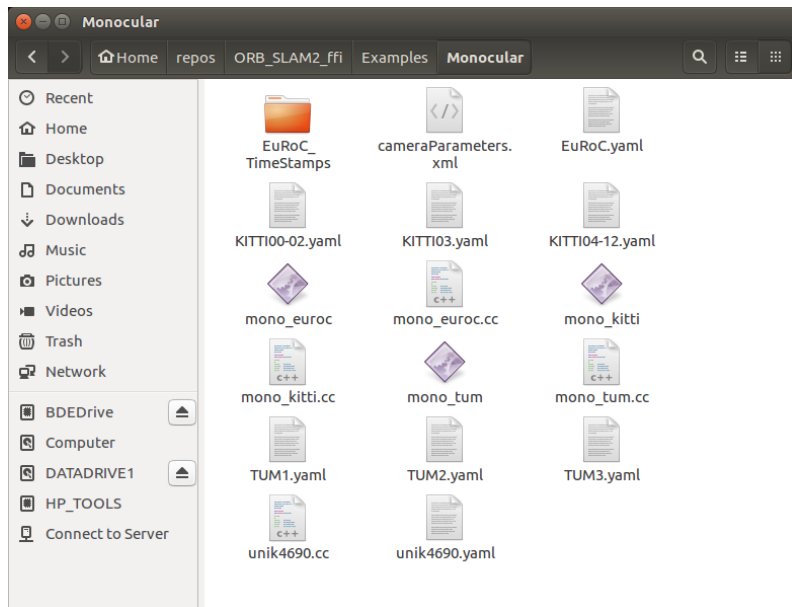 Monocular
Home repos ORB_SLAM2_ffi Examples Monocular
Recent
Home
Desktop
Documents
Downloads
Music
Pictures
Videos
Trash
Network
BDEDrive
Computer
DATADRIVE1
HP_TOOLS
Connect to Server
EuRoC_
TimeStamps
cameraParameters.
xml
EuRoC.yaml
KITTI00-02.yaml
KITTI03.yaml
KITTI04-12.yaml
mono_euroc
c++
mono_euroc.cc
mono_kitti
c++
mono_kitti.cc
mono_tum
c++
mono_tum.cc
TUM1.yaml
TUM2.yaml
TUM3.yaml
c++
unik4690.cc
unik4690.yaml